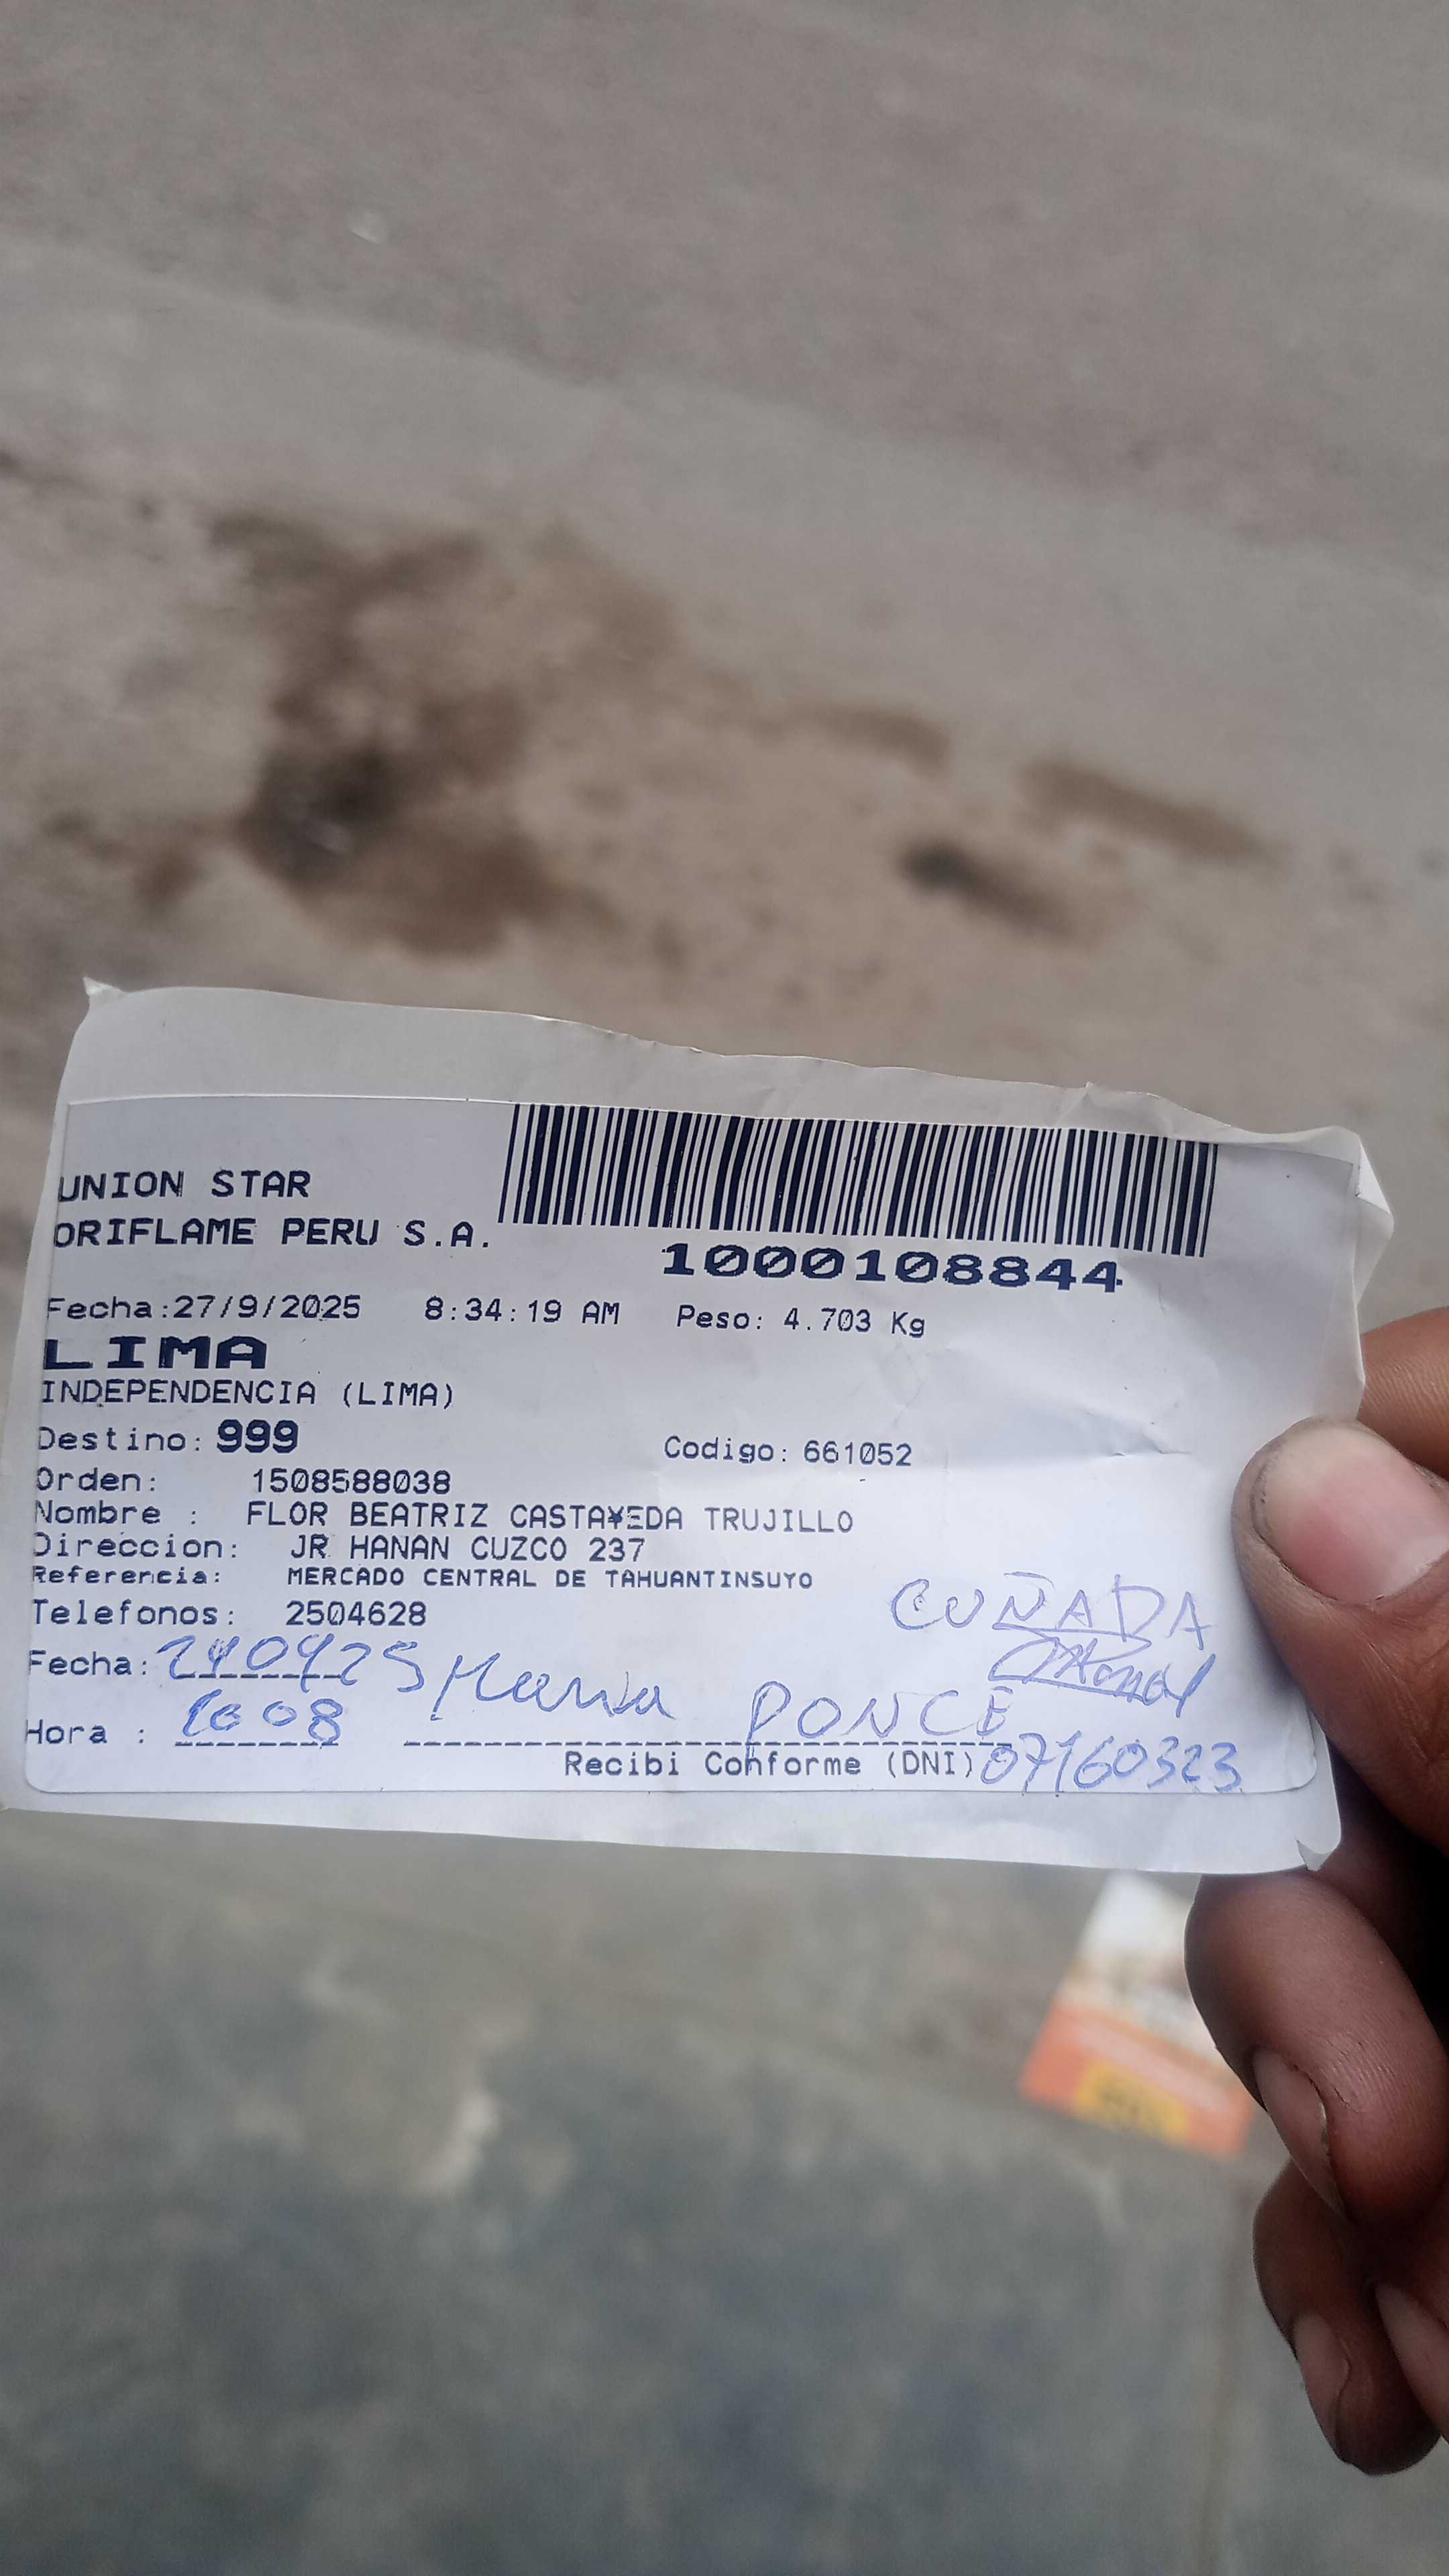 UNION STAR
ORIFLAME PERU S.A.
1000108844
Fecha:27/9/2025 8:34:19 AM Peso: 4.703 Kg
LIMA
INDEPENDENCIA (LIMA)
Destino: 999 Codigo: 661052
Orden: 1508588038
Nombre : FLOR BEATRIZ CASTA¥EDA TRUJILLO
Direccion: JR HANAN CUZCO 237
Referencia: MERCADO CENTRAL DE TAHUANTINSUYO
Telefonos: 2504628
CUÑADA
Fecha: PONCE
Hora : 1008
Recibi Conforme (DNI) 07160323